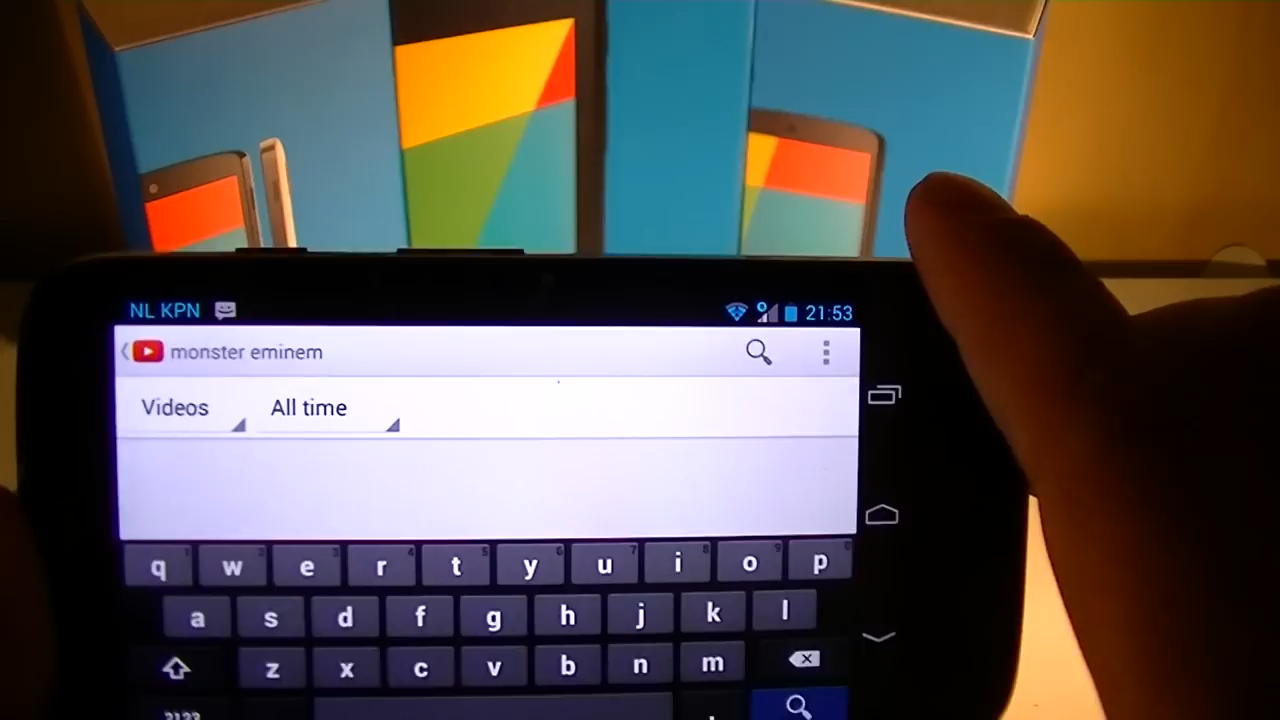 NL KPN 21:53
monster eminem
Videos All time
q w e r t y u i o p
a s d f g h j k l
z x c v b n m